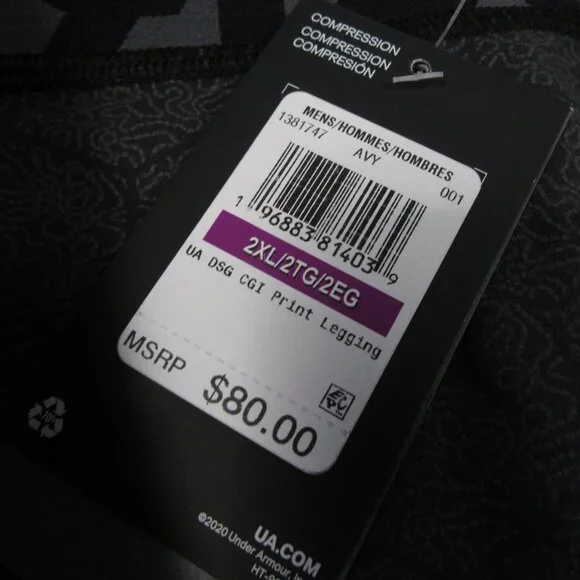 COMPRESSION
COMPRESSION
COMPRESIÓN
MENS/HOMMES/HOMBRES
1381747 AVY 001
1 96883 81403 9
2XL/2TG/2EG
UA DSG CGI Print Legging
MSRP $80.00
UA.COM
©2020 Under Armour,